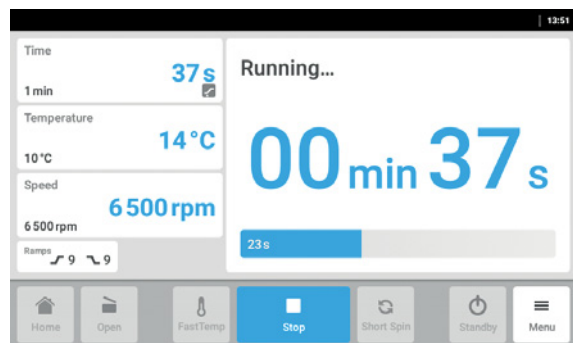 13:51
Time
37 s
1 min
Temperature
14 °C
10 °C
Speed
6 500 rpm
6 500 rpm
Ramps
9 9
Running...
00 min 37 s
23 s
Home
Open
FastTemp
Stop
Short Spin
Standby
Menu